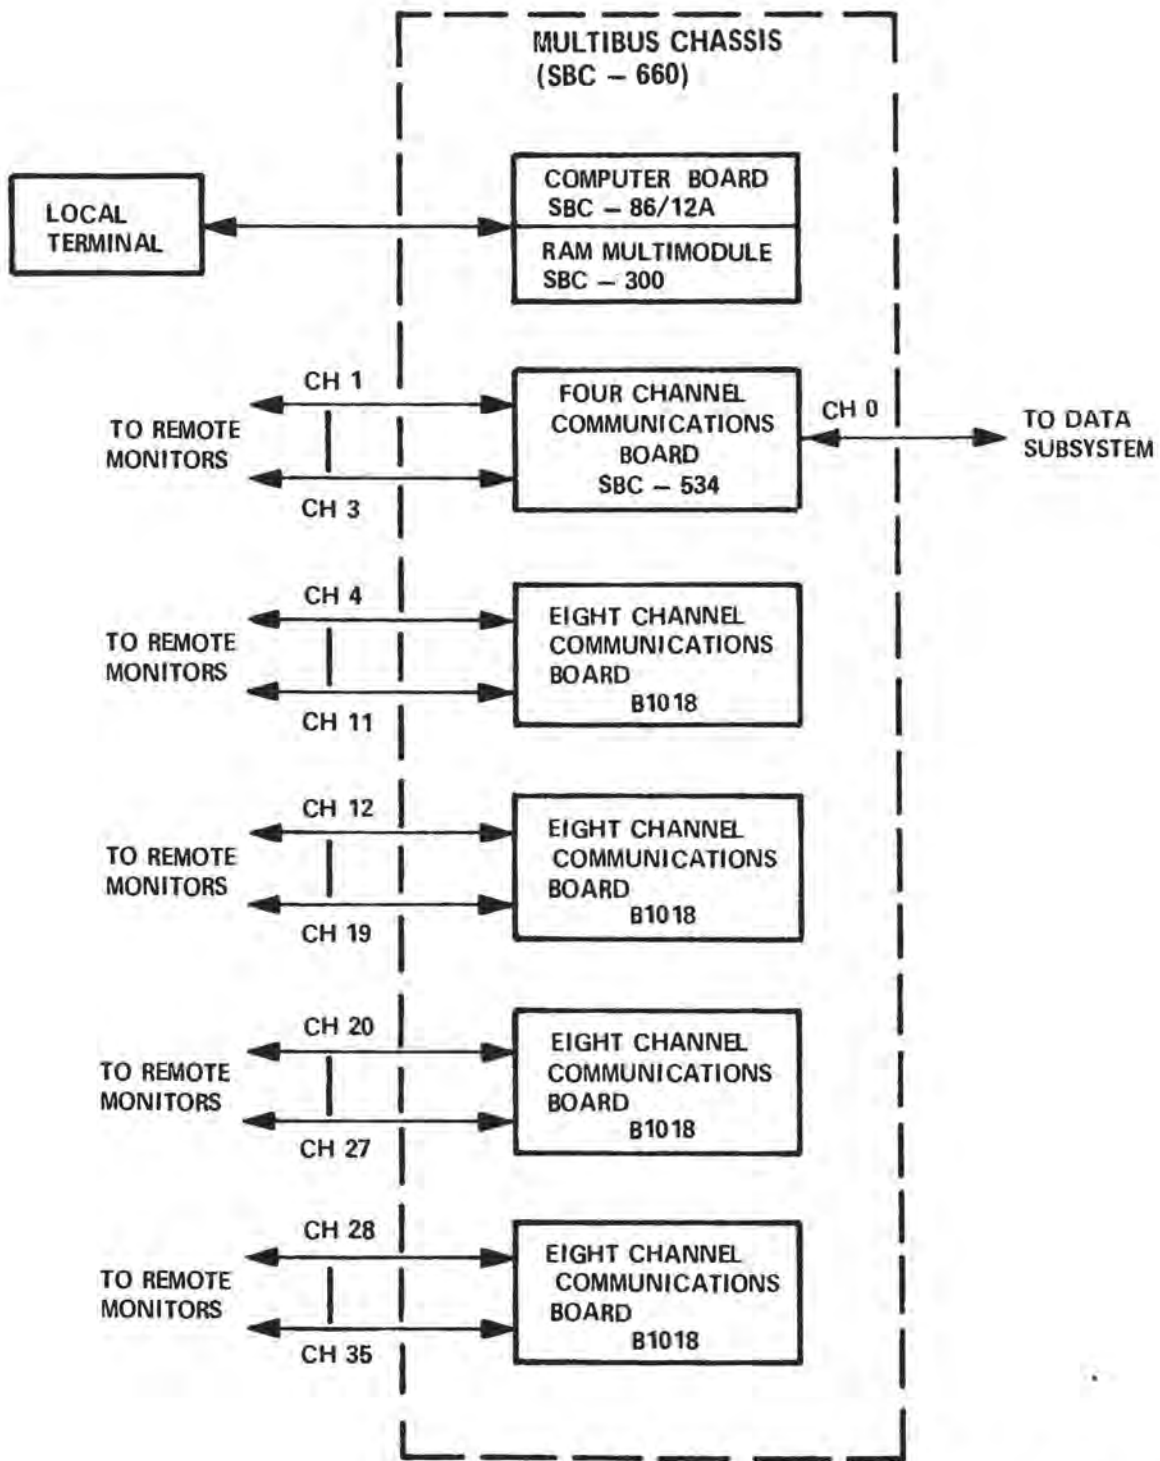 MULTIBUS CHASSIS
(SBC – 660)
LOCAL
TERMINAL
COMPUTER BOARD
SBC – 86/12A
RAM MULTIMODULE
SBC – 300
CH 1
TO REMOTE
MONITORS
CH 3
FOUR CHANNEL
COMMUNICATIONS
BOARD
SBC – 534
CH 0
TO DATA
SUBSYSTEM
CH 4
TO REMOTE
MONITORS
CH 11
EIGHT CHANNEL
COMMUNICATIONS
BOARD
B1018
CH 12
TO REMOTE
MONITORS
CH 19
EIGHT CHANNEL
COMMUNICATIONS
BOARD
B1018
CH 20
TO REMOTE
MONITORS
CH 27
EIGHT CHANNEL
COMMUNICATIONS
BOARD
B1018
CH 28
TO REMOTE
MONITORS
CH 35
EIGHT CHANNEL
COMMUNICATIONS
BOARD
B1018